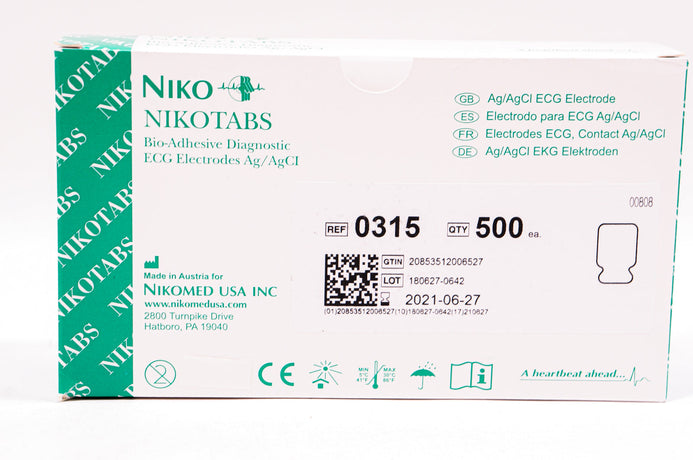 NIKO
NIKOTABS
Bio-Adhesive Diagnostic
ECG Electrodes Ag/AgCl
GB Ag/AgCl ECG Electrode
ES Electrodo para ECG Ag/AgCl
FR Electrodes ECG, Contact Ag/AgCl
DE Ag/AgCl EKG Elektroden
00808
REF 0315 QTY 500 ea.
GTIN 20853512006527
LOT 180627-0642
2021-06-27
(01)20853512006527(10)180627-0642(17)210627
Made in Austria for
NIKOMED USA INC
www.nikomedusa.com
2800 Turnpike Drive
Hatboro, PA 19040
2
CE
MIN
5°C
41°F
MAX
30°C
86°F
i
A heartbeat ahead...
NIKOTABS
NIKOTABS
NIKOTABS